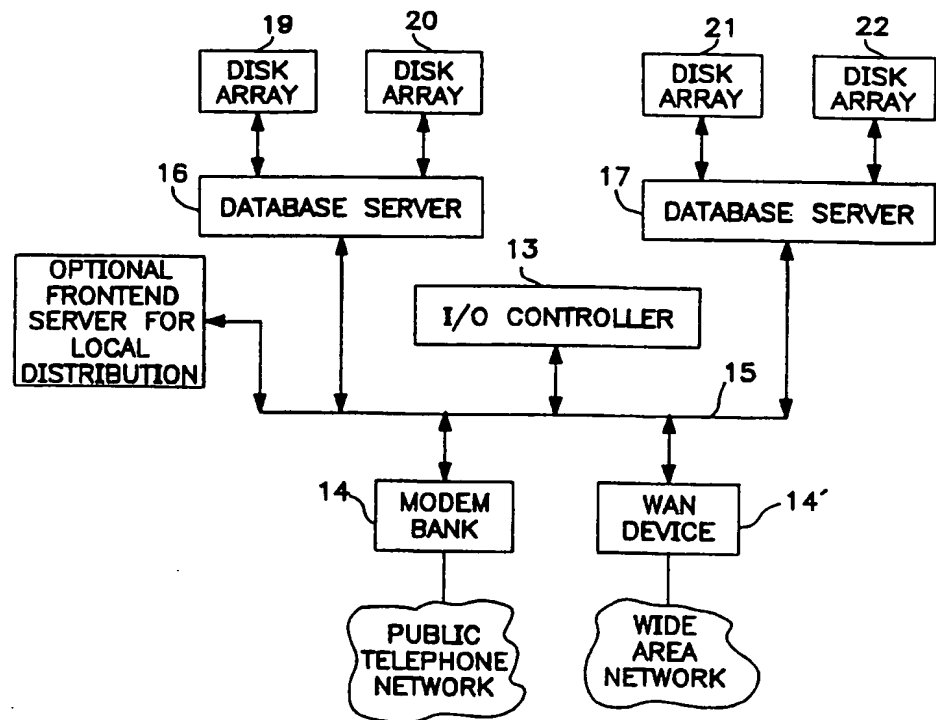 19
20
21
22
DISK
ARRAY
DISK
ARRAY
DISK
ARRAY
DISK
ARRAY
16
DATABASE SERVER
17
DATABASE SERVER
OPTIONAL
FRONTEND
SERVER FOR
LOCAL
DISTRIBUTION
13
I/O CONTROLLER
15
14
MODEM
BANK
WAN
DEVICE
14′
PUBLIC
TELEPHONE
NETWORK
WIDE
AREA
NETWORK